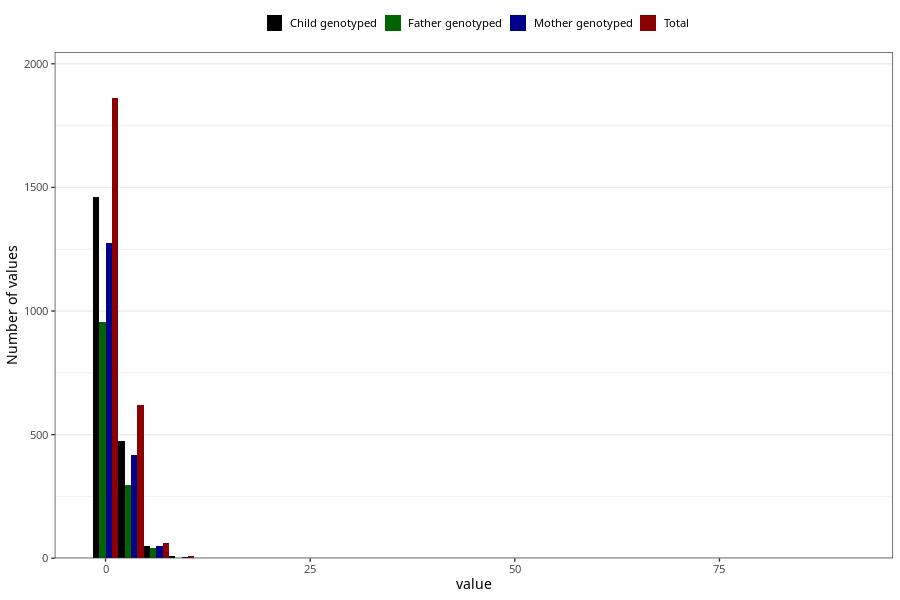 Child genotyped Father genotyped Mother genotyped Total
2000
1500
1000
500
0
Number of values
0 25 50 75
value